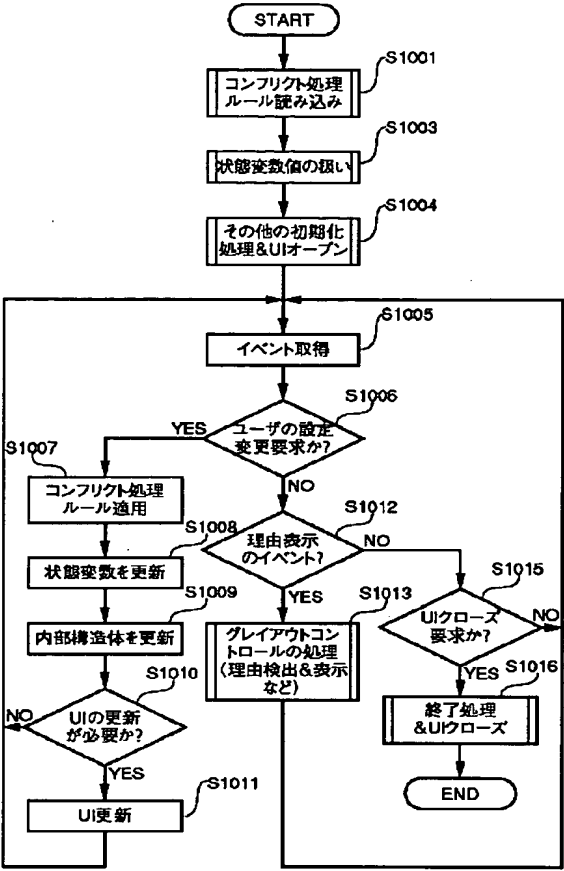 START
S1001
コンフリクト処理
ルール読み込み
S1003
状態変数値の扱い
S1004
その他の初期化
処理&UIオープン
S1005
イベント取得
S1006
ユーザの設定
変更要求か?
YES
NO
S1007
コンフリクト処理
ルール適用
S1008
状態変数を更新
S1009
内部構造体を更新
S1010
UIの更新
が必要か?
NO
YES
S1011
UI更新
S1012
理由表示
のイベント?
NO
YES
S1013
グレイアウトコント
ロールの処理
(理由検出&表示
など)
S1015
UIクローズ
要求か?
NO
YES
S1016
終了処理
&UIクローズ
END